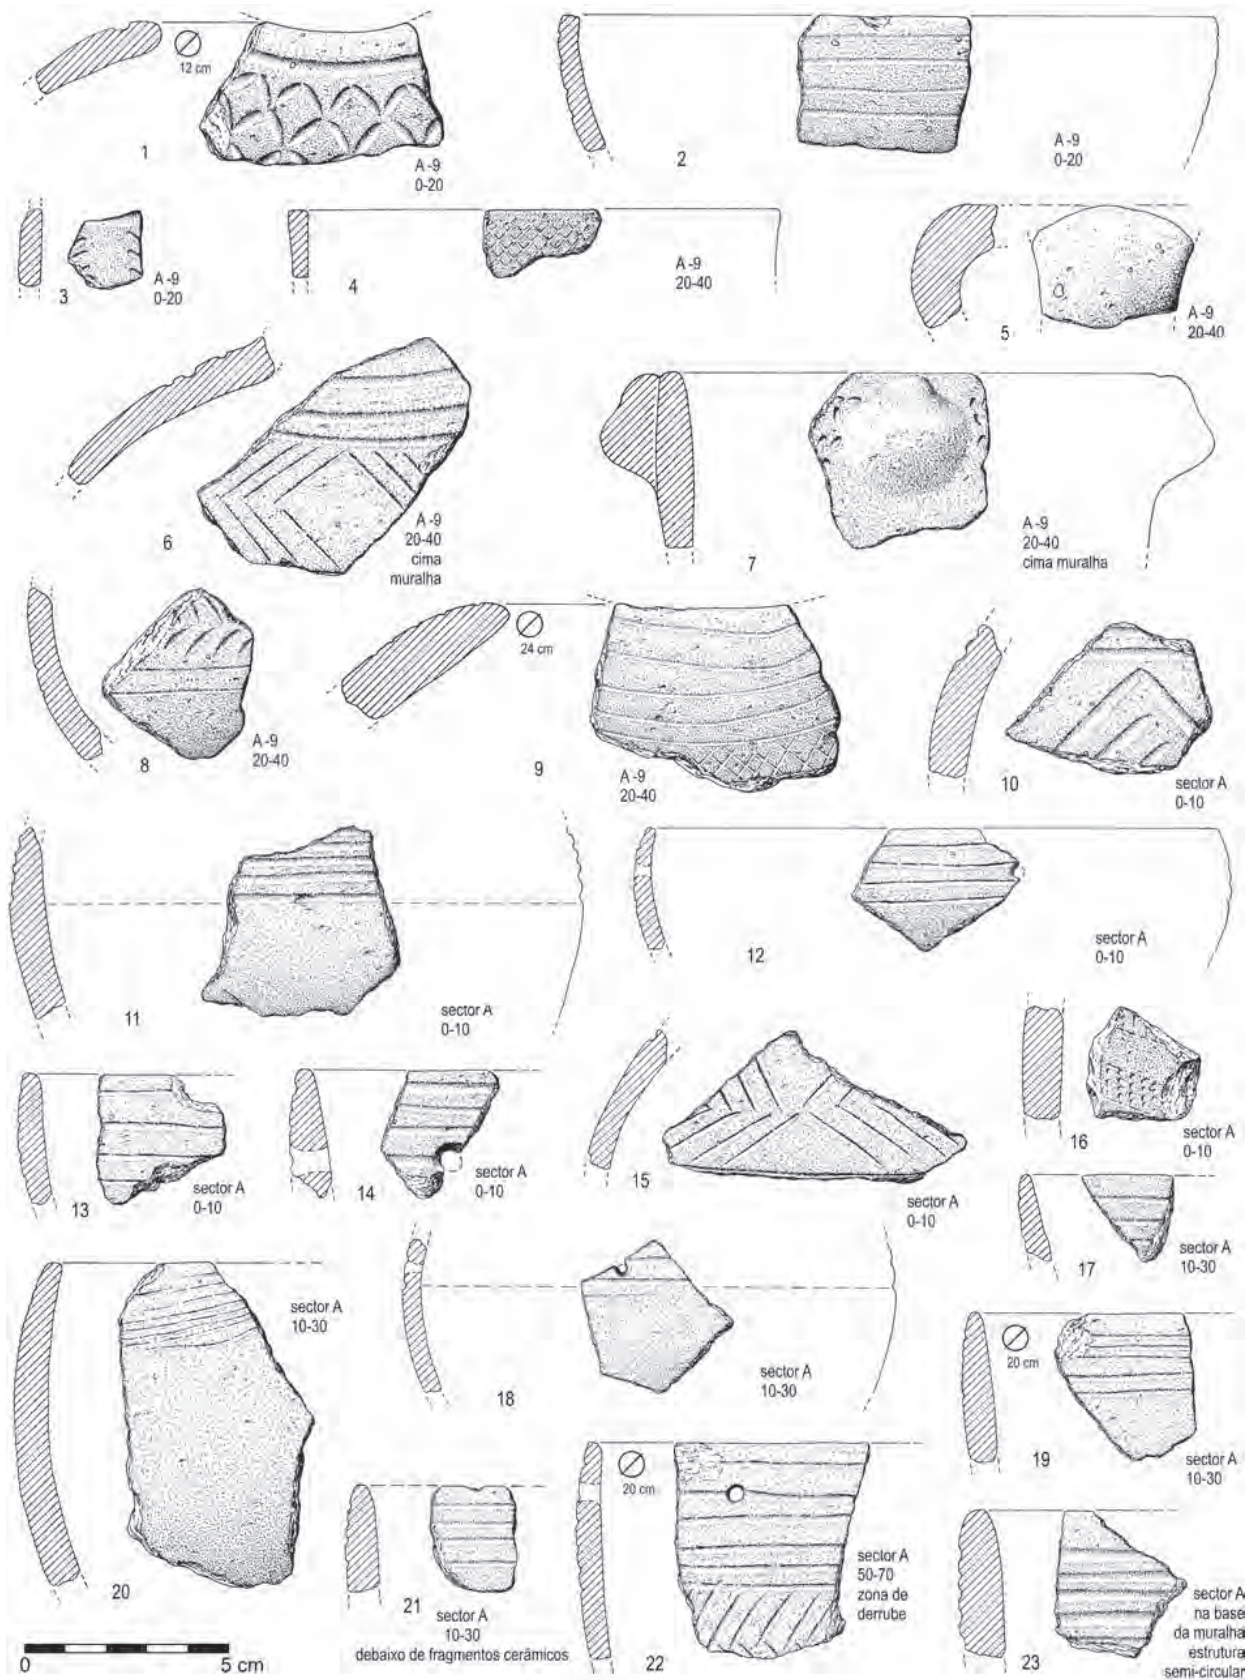 12 cm
1
A -9
0-20
2
A -9
0-20
3
A -9
0-20
4
A -9
20-40
5
A -9
20-40
6
A -9
20-40
cima
muralha
7
A -9
20-40
cima muralha
8
A -9
20-40
24 cm
9
A -9
20-40
10
sector A
0-10
11
sector A
0-10
12
sector A
0-10
13
sector A
0-10
14
sector A
0-10
15
sector A
0-10
16
sector A
0-10
17
sector A
10-30
18
sector A
10-30
20 cm
19
sector A
10-30
20
sector A
10-30
21
sector A
10-30
debaixo de fragmentos cerâmicos
20 cm
22
sector A
50-70
zona de
derrube
23
sector A
na base
da muralha
estrutura
semi-circular
0 5 cm